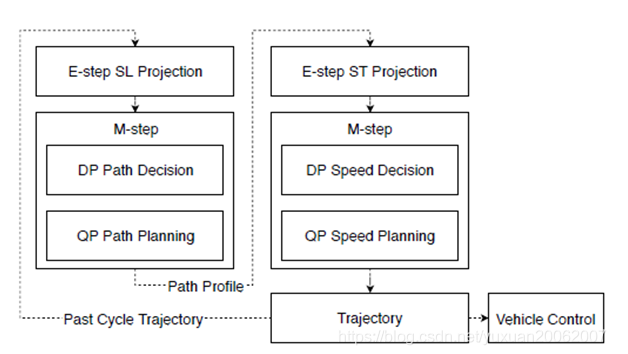 E-step SL Projection
M-step
DP Path Decision
QP Path Planning
Path Profile
E-step ST Projection
M-step
DP Speed Decision
QP Speed Planning
Past Cycle Trajectory
Trajectory
Vehicle Control
https://blog.csdn.net/yuxuan20062007